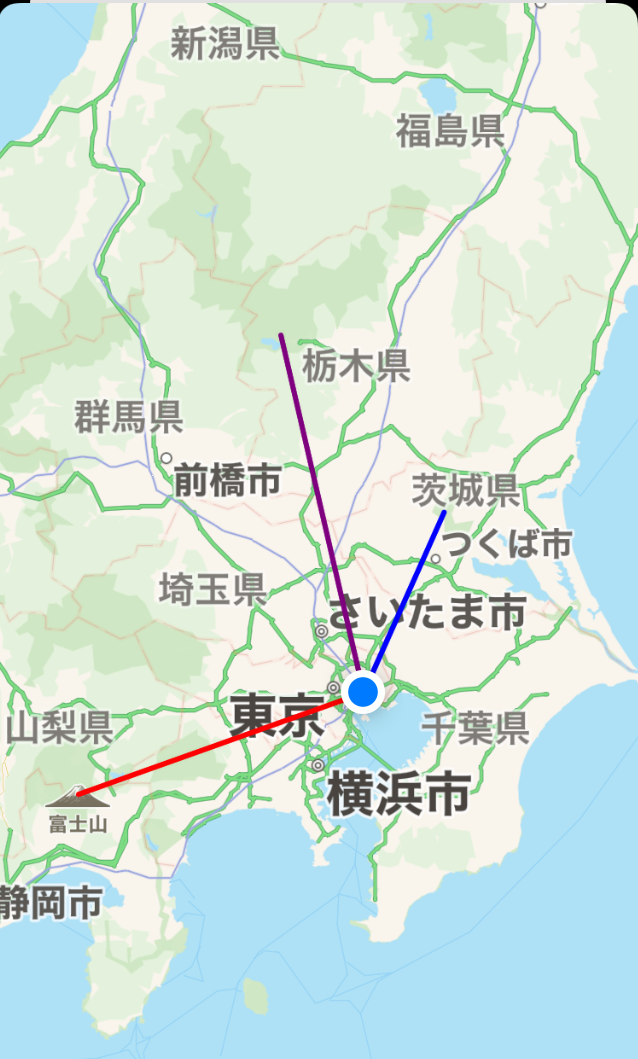 新潟県
福島県
栃木県
群馬県
前橋市
茨城県
つくば市
埼玉県
さいたま市
東京
山梨県
千葉県
横浜市
富士山
静岡市